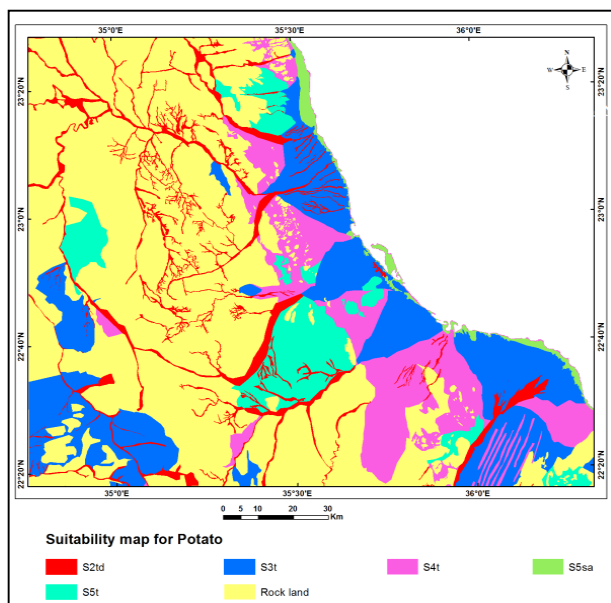 35°0'E 35°5'E 36°0'E
N
W E
S
23°20'N 23°20'N
23°0'N 23°0'N
22°40'N 22°40'N
22°20'N 22°20'N
35°0'E 35°5'E 36°0'E
0 5 10 20 30
Km
Suitability map for Potato
S2td S3t S4t S5sa
S5t Rock land